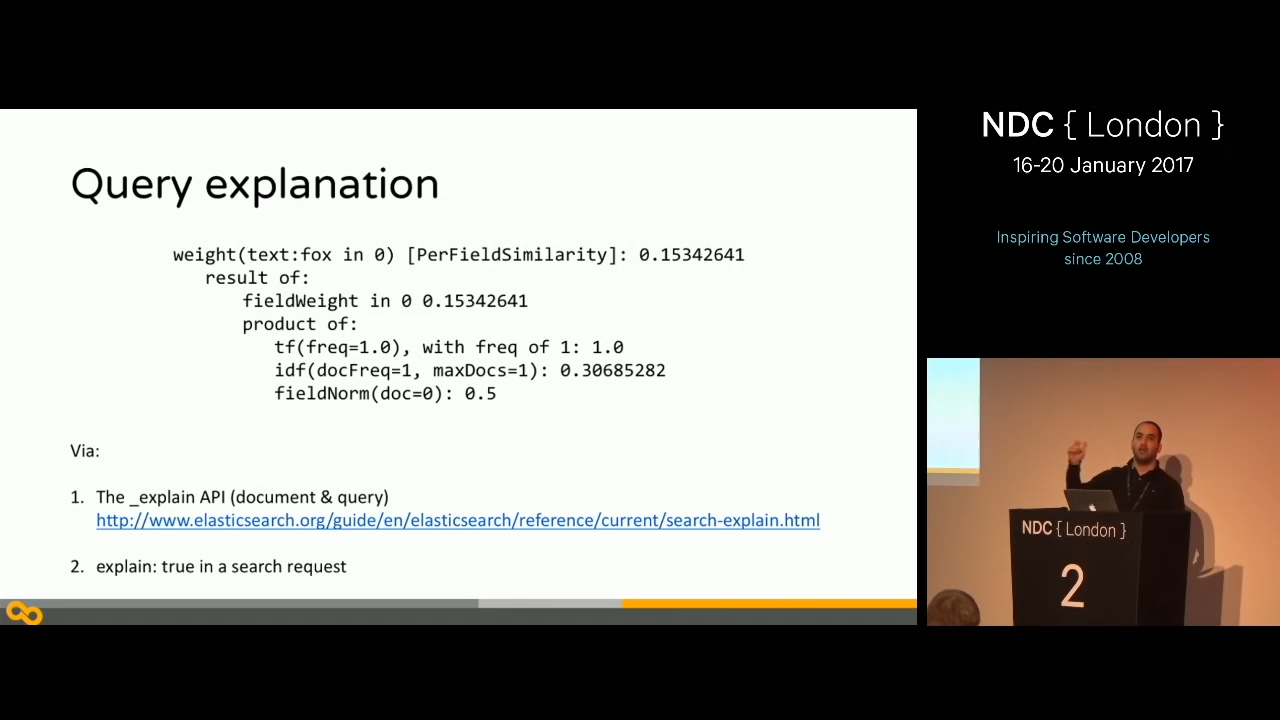 Query explanation
weight(text:fox in 0) [PerFieldSimilarity]: 0.15342641
result of:
fieldWeight in 0 0.15342641
product of:
tf(freq=1.0), with freq of 1: 1.0
idf(docFreq=1, maxDocs=1): 0.30685282
fieldNorm(doc=0): 0.5
Via:
1. The _explain API (document & query)
http://www.elasticsearch.org/guide/en/elasticsearch/reference/current/search-explain.html
2. explain: true in a search request
NDC { London }
16-20 January 2017
Inspiring Software Developers
since 2008
NDC { London }
2